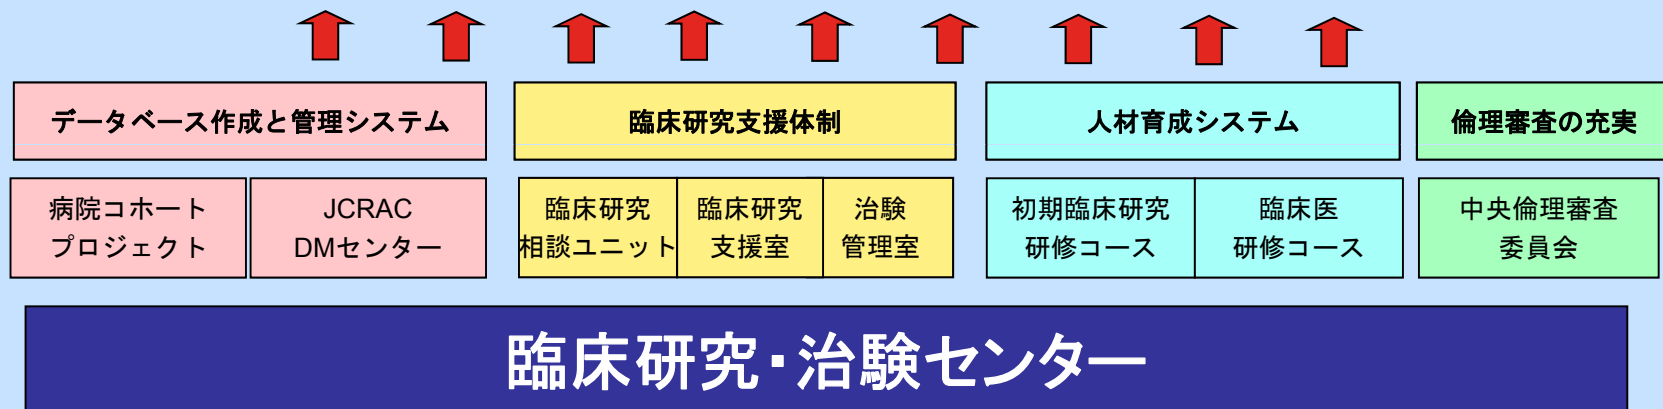 データベース作成と管理システム
臨床研究支援体制
人材育成システム
倫理審査の充実
病院コホート
プロジェクト
JCRAC
DMセンター
臨床研究
相談ユニット
臨床研究
支援室
治験
管理室
初期臨床研究
研修コース
臨床医
研修コース
中央倫理審査
委員会
臨床研究・治験センター